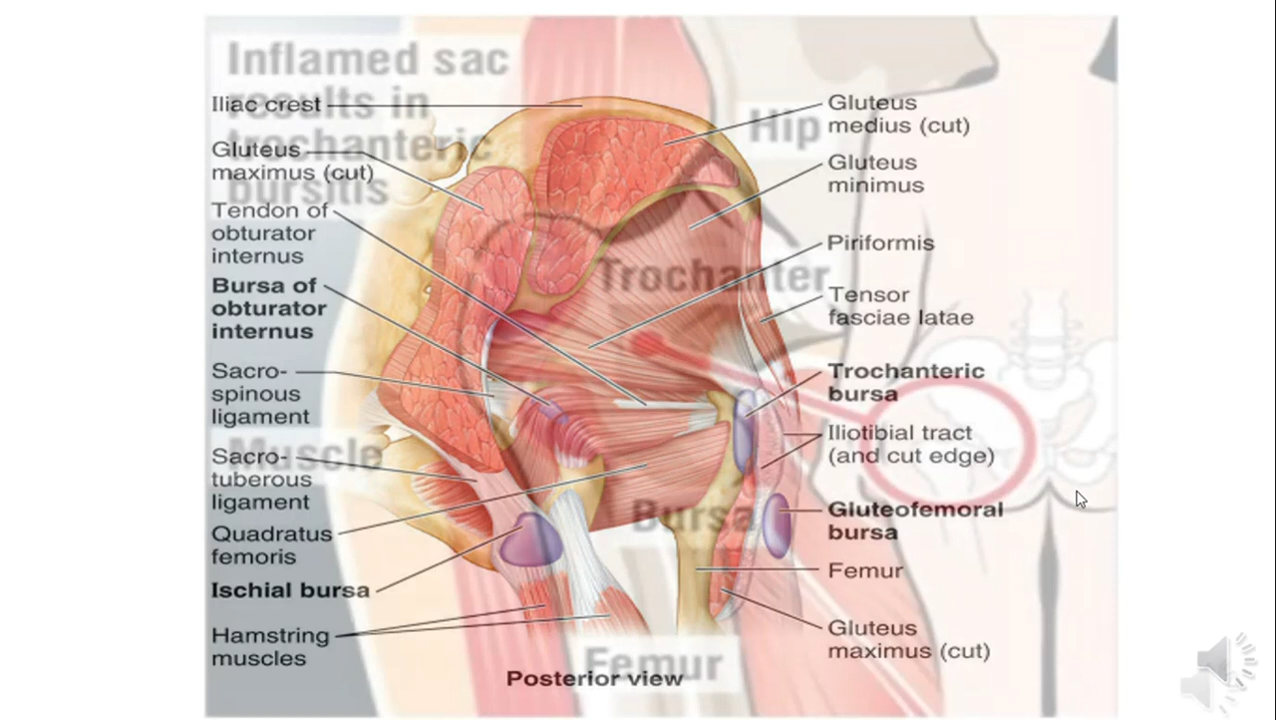 Inflamed sac
results in
trochanteric
bursitis
Iliac crest
Gluteus
maximus (cut)
Tendon of
obturator
internus
Bursa of
obturator
internus
Sacro-
spinous
ligament
Muscle
Sacro-
tuberous
ligament
Quadratus
femoris
Ischial bursa
Hamstring
muscles
Hip
Trochanter
Bursa
Femur
Posterior view
Gluteus
medius (cut)
Gluteus
minimus
Piriformis
Tensor
fasciae latae
Trochanteric
bursa
Iliotibial tract
(and cut edge)
Gluteofemoral
bursa
Femur
Gluteus
maximus (cut)